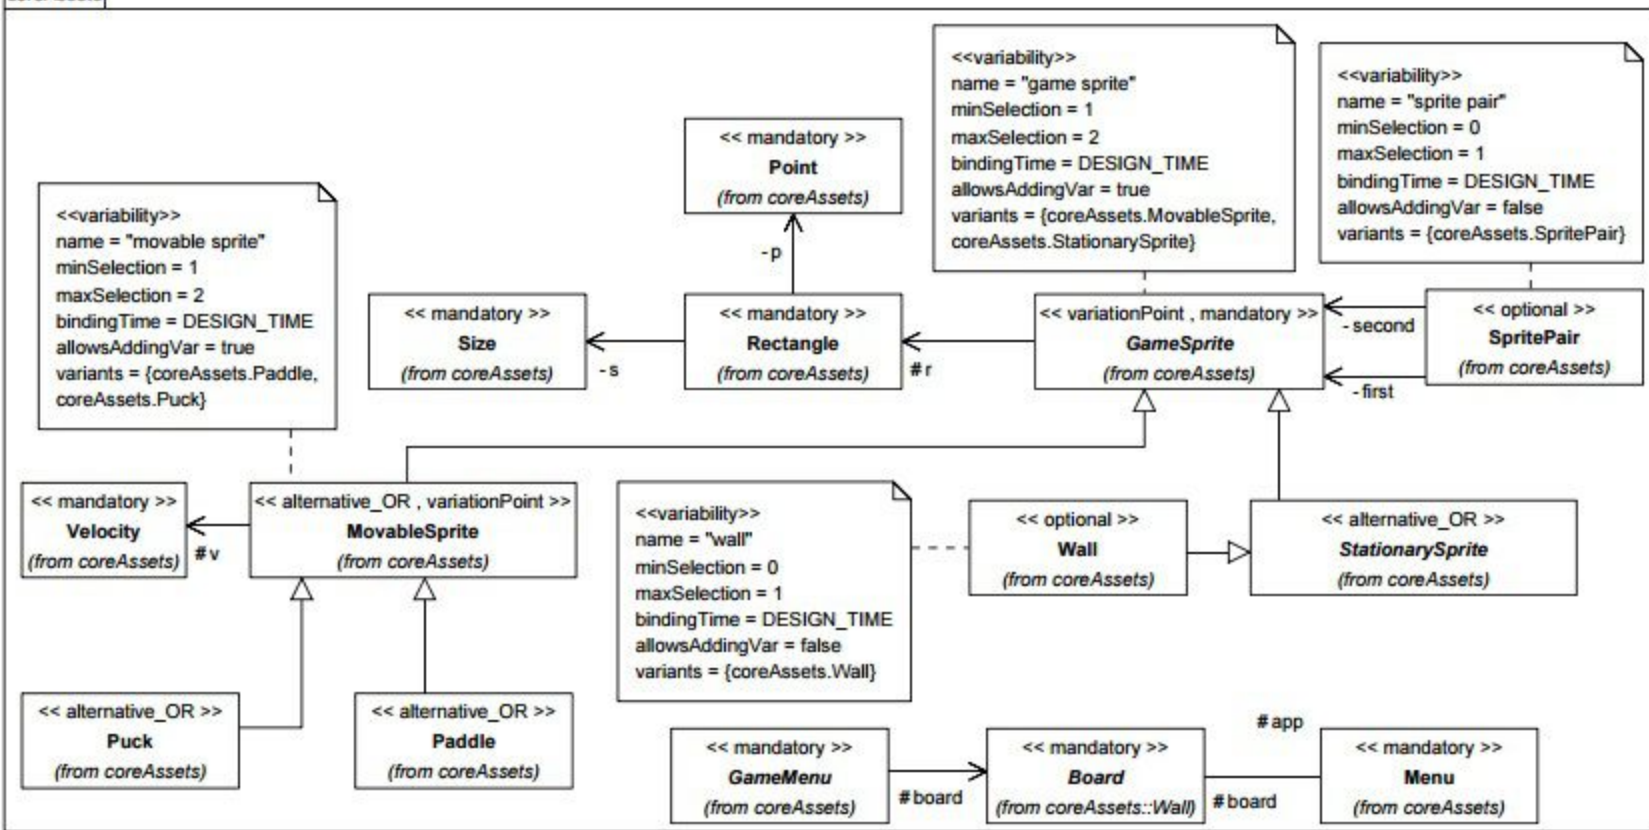 <<variability>>
name = "game sprite"
minSelection = 1
maxSelection = 2
bindingTime = DESIGN_TIME
allowsAddingVar = true
variants = {coreAssets.MovableSprite,
coreAssets.StationarySprite}
<<variability>>
name = "sprite pair"
minSelection = 0
maxSelection = 1
bindingTime = DESIGN_TIME
allowsAddingVar = false
variants = {coreAssets.SpritePair}
<< mandatory >>
Point
(from coreAssets)
<<variability>>
name = "movable sprite"
minSelection = 1
maxSelection = 2
bindingTime = DESIGN_TIME
allowsAddingVar = true
variants = {coreAssets.Paddle,
coreAssets.Puck}
- p
<< mandatory >>
Size
(from coreAssets)
- s
<< mandatory >>
Rectangle
(from coreAssets)
# r
<< variationPoint , mandatory >>
GameSprite
(from coreAssets)
- second
- first
<< optional >>
SpritePair
(from coreAssets)
<< mandatory >>
Velocity
(from coreAssets)
# v
<< alternative_OR , variationPoint >>
MovableSprite
(from coreAssets)
<<variability>>
name = "wall"
minSelection = 0
maxSelection = 1
bindingTime = DESIGN_TIME
allowsAddingVar = false
variants = {coreAssets.Wall}
<< optional >>
Wall
(from coreAssets)
<< alternative_OR >>
StationarySprite
(from coreAssets)
<< alternative_OR >>
Puck
(from coreAssets)
<< alternative_OR >>
Paddle
(from coreAssets)
<< mandatory >>
GameMenu
(from coreAssets)
# board
<< mandatory >>
Board
(from coreAssets::Wall)
# app
# board
<< mandatory >>
Menu
(from coreAssets)